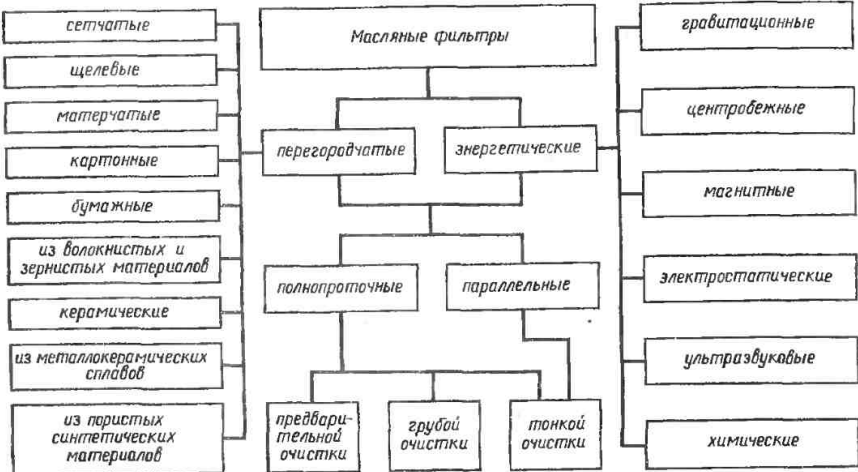 Масляные фильтры
перегородчатые
энергетические
сетчатые
щелевые
матерчатые
картонные
бумажные
из волокнистых и
зернистых материалов
керамические
из металлокерамических
сплавов
из пористых
синтетических
материалов
гравитационные
центробежные
магнитные
электростатические
ультразвуковые
химические
полнопроточные
параллельные
предвари-
тельной
очистки
грубой
очистки
тонкой
очистки